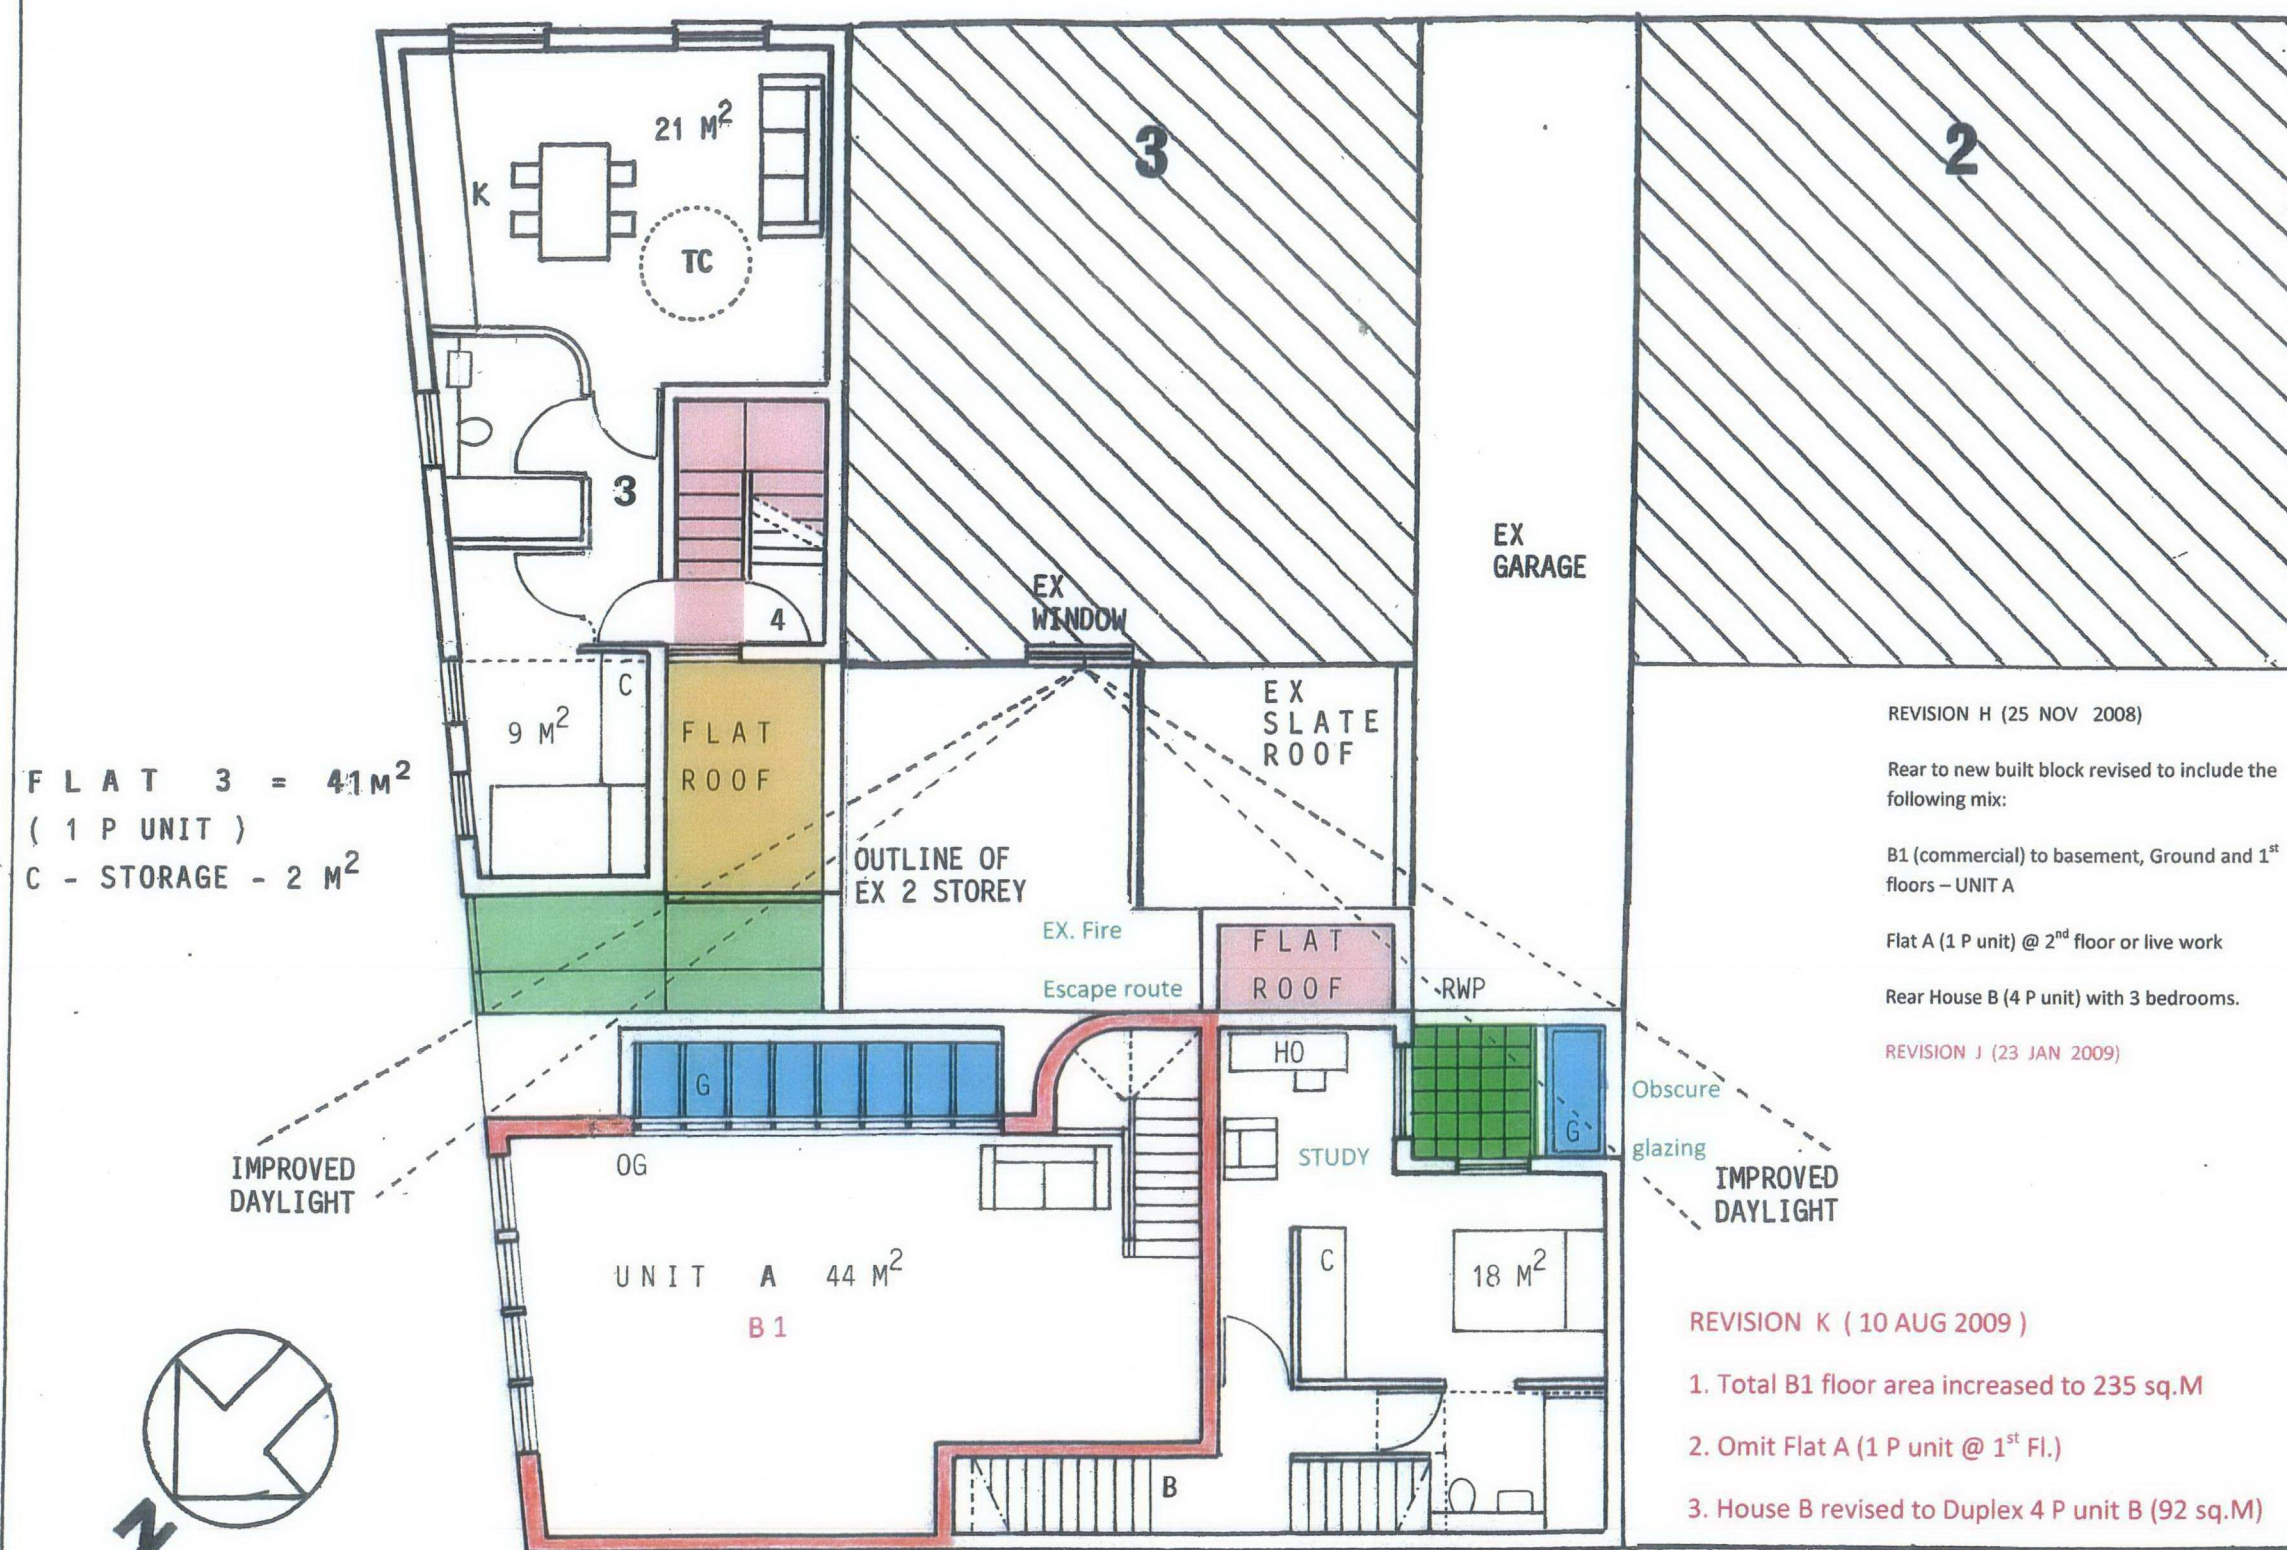 21 M²
K
TC
3
2
3
4
EX
WINDOW
EX
GARAGE
C
9 M²
FLAT
ROOF
EX
SLATE
ROOF
FLAT 3 = 41M²
( 1 P UNIT )
C - STORAGE - 2 M²
OUTLINE OF
EX 2 STOREY
EX. Fire
Escape route
FLAT
ROOF
RWP
REVISION H (25 NOV 2008)
Rear to new built block revised to include the
following mix:
B1 (commercial) to basement, Ground and 1st
floors – UNIT A
Flat A (1 P unit) @ 2nd floor or live work
Rear House B (4 P unit) with 3 bedrooms.
REVISION J (23 JAN 2009)
G
HO
STUDY
G
Obscure
glazing
IMPROVED
DAYLIGHT
OG
IMPROVED
DAYLIGHT
UNIT A 44 M²
B1
C
18 M²
B
N
REVISION K ( 10 AUG 2009 )
1. Total B1 floor area increased to 235 sq.M
2. Omit Flat A (1 P unit @ 1st Fl.)
3. House B revised to Duplex 4 P unit B (92 sq.M)